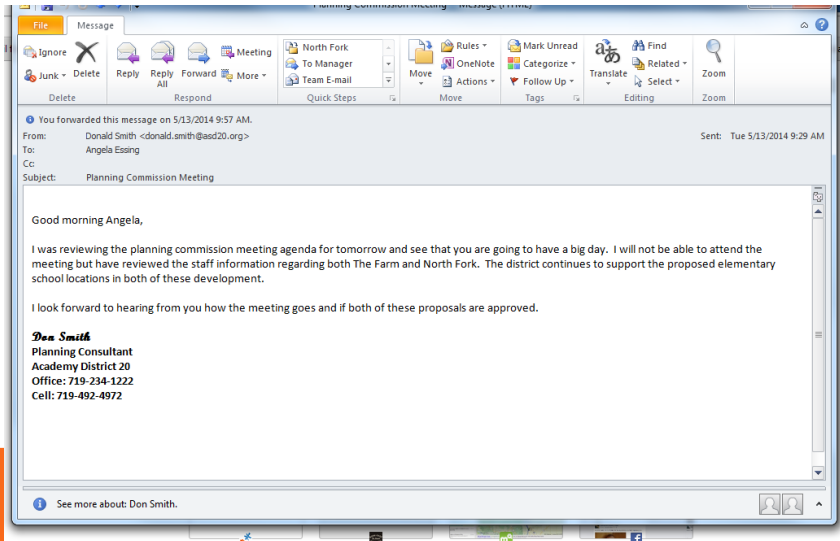 Planning Commission Meeting - Message (HTML)
File Message
Ignore
Junk
Delete
Delete
Reply
Reply All
Forward
Meeting
More
Respond
North Fork
To Manager
Team E-mail
Quick Steps
Move
Rules
OneNote
Actions
Move
Mark Unread
Categorize
Follow Up
Tags
Translate
Find
Related
Select
Editing
Zoom
Zoom
You forwarded this message on 5/13/2014 9:57 AM.
From: Donald Smith <donald.smith@asd20.org> Sent: Tue 5/13/2014 9:29 AM
To: Angela Essing
Cc:
Subject: Planning Commission Meeting
Good morning Angela,
I was reviewing the planning commission meeting agenda for tomorrow and see that you are going to have a big day. I will not be able to attend the
meeting but have reviewed the staff information regarding both The Farm and North Fork. The district continues to support the proposed elementary
school locations in both of these development.
I look forward to hearing from you how the meeting goes and if both of these proposals are approved.
Don Smith
Planning Consultant
Academy District 20
Office: 719-234-1222
Cell: 719-492-4972
See more about: Don Smith.